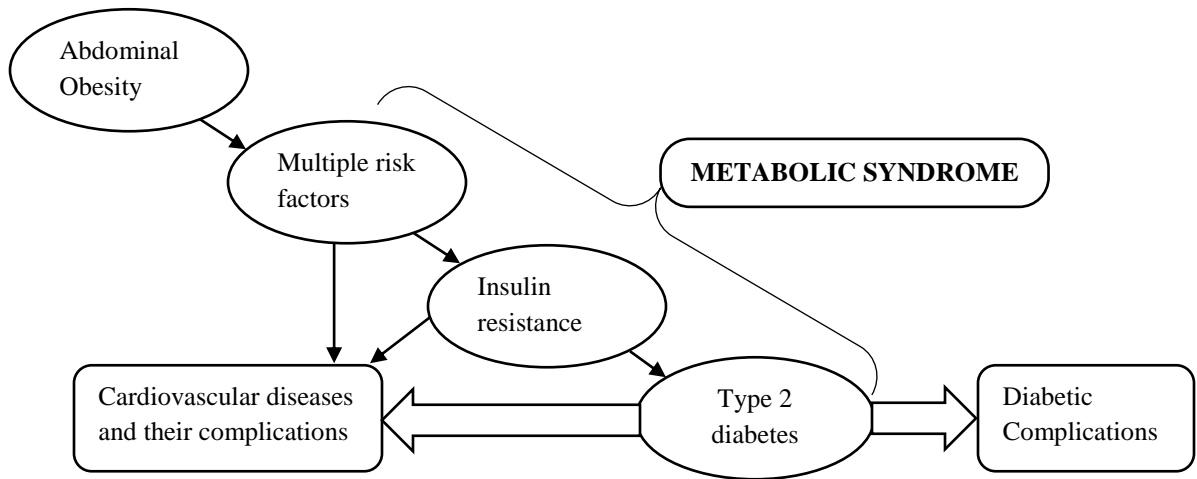 Abdominal
Obesity
Multiple risk
factors
METABOLIC SYNDROME
Insulin
resistance
Cardiovascular diseases
and their complications
Type 2
diabetes
Diabetic
Complications